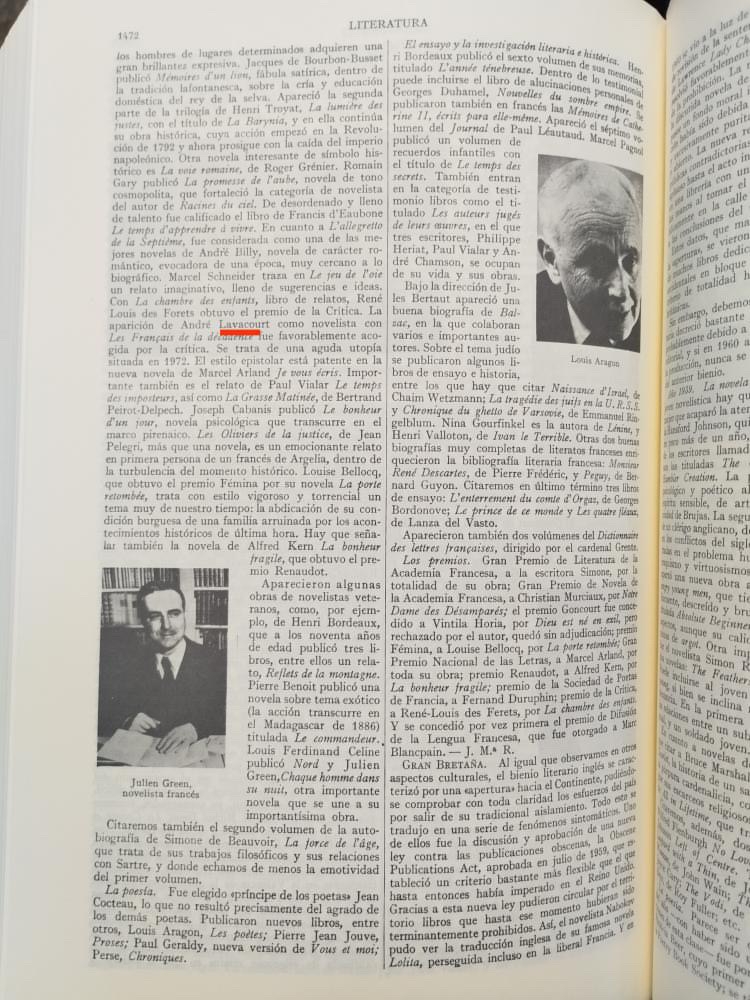 1472
LITERATURA
los hombres de lugares determinados adquieren una
gran brillantes expresiva. Jacques de Bourbon-Busset
publicó Mémoires d'un lion, fábula satírica, dentro de
la tradición lafontanesca, sobre la cría y educación
doméstica del rey de la selva. Apareció la segunda
parte de la trilogía de Henri Troyat, La lumière des
justes, con el título de La Barynia, y en ella continúa
su obra histórica, cuya acción empezó en la Revolu-
ción de 1792 y ahora prosigue con la caída del imperio
napoleónico. Otra novela interesante de símbolo his-
tórico es La voie romaine, de Roger Grénier. Romain
Gary publicó La promesse de l'aube, novela de tono
cosmopolita, que fortaleció la categoría de novelista
del autor de Racines du ciel. De desordenado y lleno
de talento fue calificado el libro de Francis d'Eaubone
Le temps d'apprendre à vivre. En cuanto a L'allegretto
de la Septième, fue considerada como una de las me-
jores novelas de André Billy, novela de carácter ro-
mántico, evocadora de una época, muy cercano a lo
biográfico. Marcel Schneider traza en Le jeu de l'oie
un relato imaginativo, lleno de sugerencias e ideas.
Con La chambre des enfants, libro de relatos, René
Louis des Forets obtuvo el premio de la Crítica. La
aparición de André Lavacourt como novelista con
Les Français de la décadence fue favorablemente aco-
gida por la crítica. Se trata de una aguda utopía
situada en 1972. El estilo epistolar está patente en la
nueva novela de Marcel Arland Je vous écris. Impor-
tante también es el relato de Paul Vialar Le temps
des imposteurs, así como La Grasse Matinée, de Bertrand
Peirot-Delpech. Joseph Cabanis publicó Le bonheur
d'un jour, novela psicológica que transcurre en el
marco pirenaico. Les Oliviers de la justice, de Jean
Pelegri, más que una novela, es un emocionante relato
en primera persona de un francés de Argelia, dentro de
la turbulencia del momento histórico. Louise Bellocq,
que obtuvo el premio Fémina por su novela La porte
retombée, trata con estilo vigoroso y torrencial un
tema muy de nuestro tiempo: la abdicación de su con-
dición burguesa de una familia arruinada por los acon-
tecimientos históricos de última hora. Hay que seña-
lar también la novela de Alfred Kern La bonheur
fragile, que obtuvo el pre-
mio Renaudot.
Aparecieron algunas
obras de novelistas vete-
ranos, como, por ejem-
plo, de Henri Bordeaux,
que a los noventa años
de edad publicó tres li-
bros, entre ellos un rela-
to, Reflets de la montagne.
Pierre Benoit publicó una
novela sobre tema exótico
(la acción transcurre en
el Madagascar de 1886)
titulada Le commandeur.
Louis Ferdinand Celine
publicó Nord y Julien
Green, Chaque homme dans
su nuit, otra importante
novela que se une a su
importantísima obra.
Julien Green,
novelista francés
Citaremos también el segundo volumen de la auto-
biografía de Simone de Beauvoir, La force de l'âge,
que trata de sus trabajos filosóficos y sus relaciones
con Sartre, y donde echamos de menos la emotividad
del primer volumen.
La poesía. Fue elegido «príncipe de los poetas» Jean
Cocteau, lo que no resultó precisamente del agrado de
los demás poetas. Publicaron nuevos libros, entre
otros, Louis Aragon, Les poètes; Pierre Jean Jouve,
Proses; Paul Geraldy, nueva versión de Vous et moi;
Perse, Chroniques.
El ensayo y la investigación literaria e histórica. Hen-
ri Bordeaux publicó el sexto volumen de sus memorias,
titulado L'année ténebreuse. Dentro de lo testimonial
puede incluirse el libro de alucinaciones personales de
Georges Duhamel, Nouvelles du sombre empire. Se
publicaron también en francés las Mémoires de Cathe-
rine II, écrits para elle-même. Apareció el séptimo vo-
lumen del Journal de Paul Léautaud. Marcel Pagnol
publicó un volumen de
recuerdos infantiles con
el título de Le temps des
secrets. También entran
en la categoría de testi-
monio libros como el ti-
tulado Les auteurs jugés
de leurs œuvres, en el que
tres escritores, Philippe
Heriat, Paul Vialar y An-
dré Chamson, se ocupan
de su vida y sus obras.
Bajo la dirección de Ju-
les Bertaut apareció una
buena biografía de Bal-
zac, en la que colaboran
varios e importantes au-
tores. Sobre el tema judío
se publicaron algunos li-
bros de ensayo e historia,
Louis Aragon
entre los que hay que citar Naissance d'Israel, de
Chaim Wetzmann; La tragédie des juifs en la U.R.S.S.
y Chronique du ghetto de Varsovie, de Emmanuel Rin-
gelblum. Nina Gourfinkel es la autora de Lénine, y
Henri Valloton, de Ivan le Terrible. Otras dos buenas
biografías muy completas de literatos franceses enri-
quecieron la bibliografía literaria francesa: Monsieur
René Descartes, de Pierre Frédérix, y Peguy, de Ber-
nard Guyon. Citaremos en último término tres libros
de ensayo: L'enterrement du comte d'Orgaz, de Georges
Bordonove; Le prince de ce monde y Les quatre fléaux,
de Lanza del Vasto.
Aparecieron también dos volúmenes del Dictionnaire
des lettres françaises, dirigido por el cardenal Grente.
Los premios. Gran Premio de Literatura de la
Academia Francesa, a la escritora Simone, por la
totalidad de su obra; Gran Premio de Novela de
la Academia Francesa, a Christian Murciaux, por Notre
Dame des Désamparés; el premio Goncourt fue conce-
dido a Vintila Horia, por Dieu est né en exil, pero
rechazado por el autor, quedó sin adjudicación; premio
Fémina, a Louise Bellocq, por La porte retombée; Gran
Premio Nacional de las Letras, a Marcel Arland, por
toda su obra; premio Renaudot, a Alfred Kern, por
La bonheur fragile; premio de la Sociedad de Portas
de Francia, a Fernand Duruphin; premio de la Crítica,
a René-Louis des Ferets, por La chambre des enfants.
Y se concedió por vez primera el premio de Difusión
de la Lengua Francesa, que fue otorgado a Marc
Blancpain. — J. M.ª R.
GRAN BRETAÑA. Al igual que observamos en otros
aspectos culturales, el bienio literario inglés se carac-
terizó por una «apertura» hacia el Continente, pudiéndo-
se comprobar con toda claridad los esfuerzos del país
por salir de su tradicional aislamiento. Todo esto se
tradujo en una serie de fenómenos sintomáticos. Uno
de ellos fue la discusión y aprobación de una nueva
ley contra las publicaciones obscenas, la Obscene
Publications Act, aprobada en julio de 1959, que es-
tableció un criterio bastante más flexible que el que
hasta entonces había imperado en el Reino Unido.
Gracias a esta nueva ley pudieron circular por el terri-
torio libros que hasta ese momento hubieran sido
terminantemente prohibidos. Así, el novelista Nabokov
pudo ver la traducción inglesa de su famosa novela
Lolita, perseguida incluso en la liberal Francia. Y en